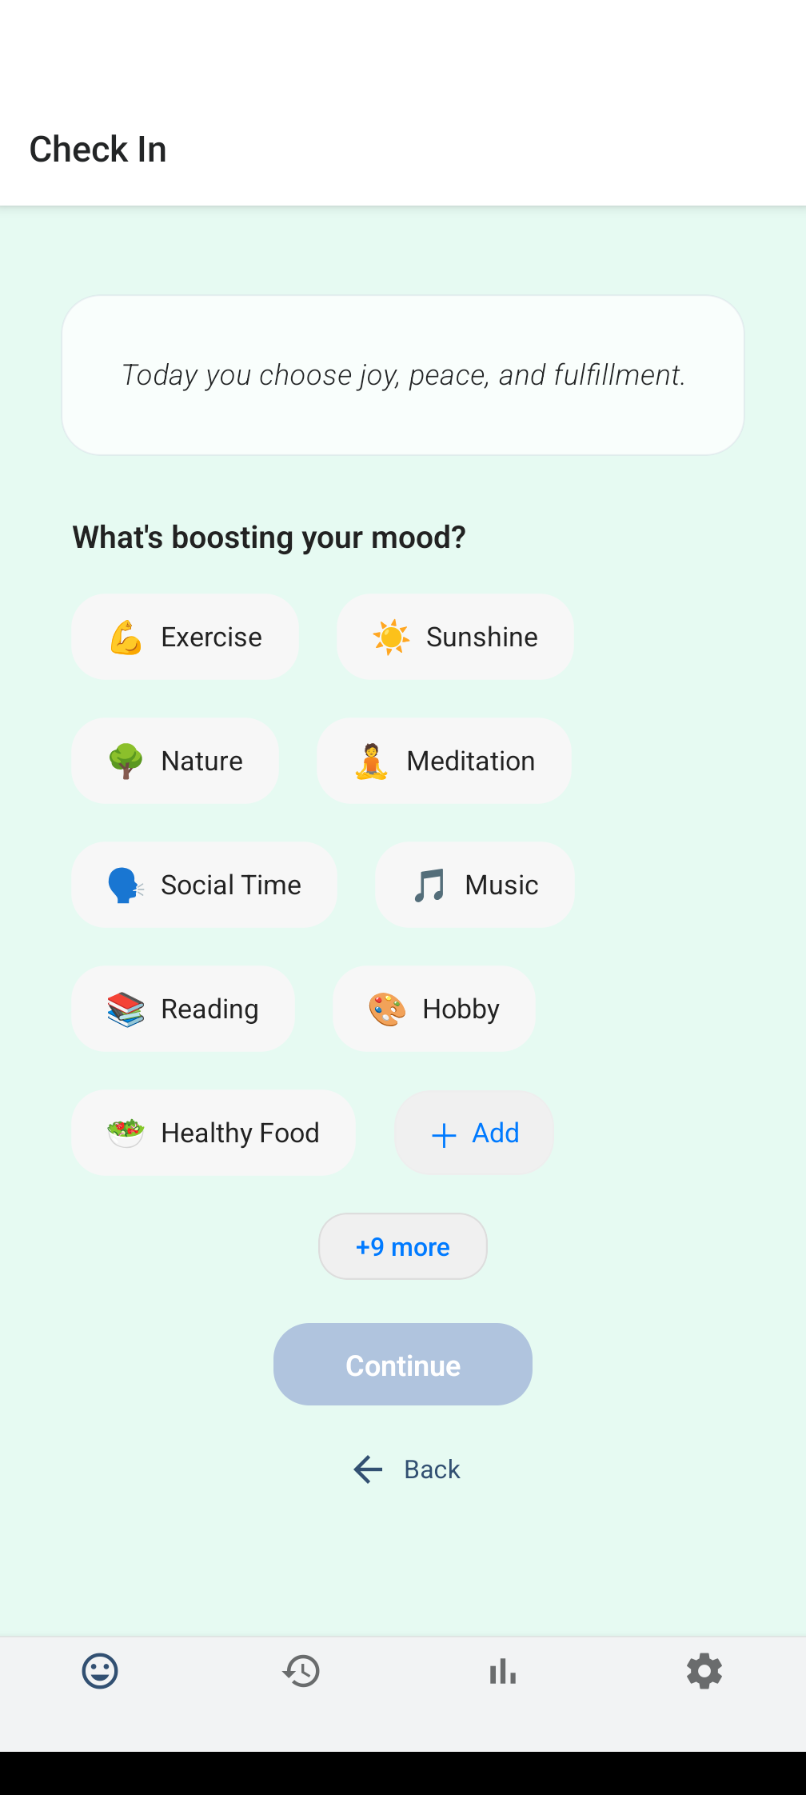 Check In
Today you choose joy, peace, and fulfillment.
What's boosting your mood?
Exercise
Sunshine
Nature
Meditation
Social Time
Music
Reading
Hobby
Healthy Food
+ Add
+9 more
Continue
Back